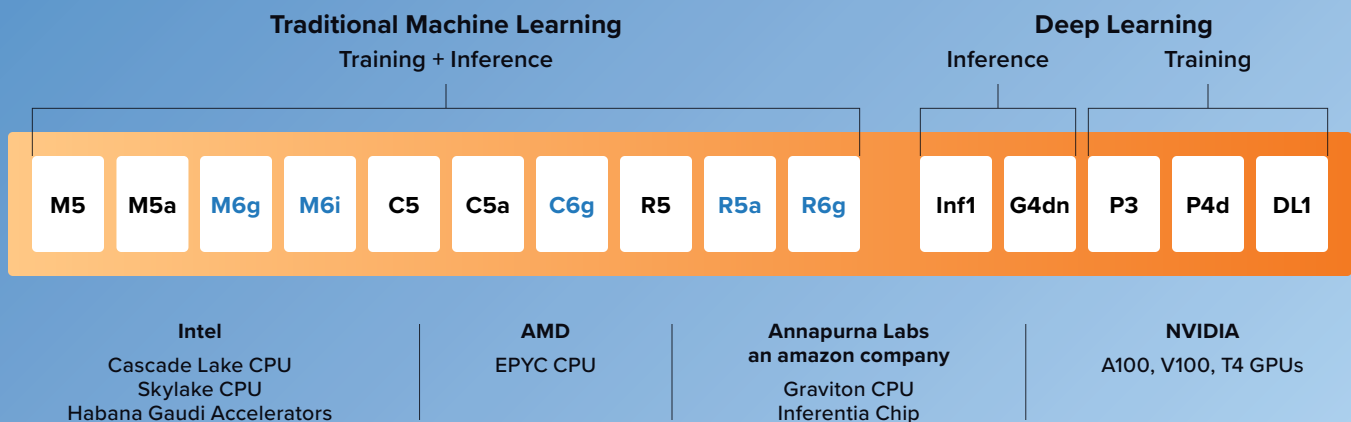 Traditional Machine Learning
Training + Inference
Deep Learning
Inference
Training
M5
M5a
M6g
M6i
C5
C5a
C6g
R5
R5a
R6g
Inf1
G4dn
P3
P4d
DL1
Intel
Cascade Lake CPU
Skylake CPU
Habana Gaudi Accelerators
AMD
EPYC CPU
Annapurna Labs
an amazon company
Graviton CPU
Inferentia Chip
NVIDIA
A100, V100, T4 GPUs